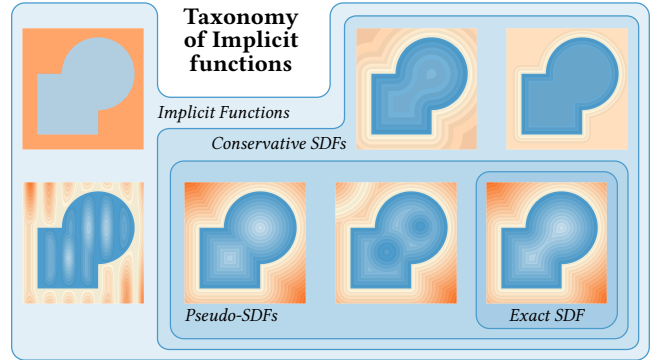 Taxonomy
of Implicit
functions
Implicit Functions
Conservative SDFs
Pseudo-SDFs
Exact SDF